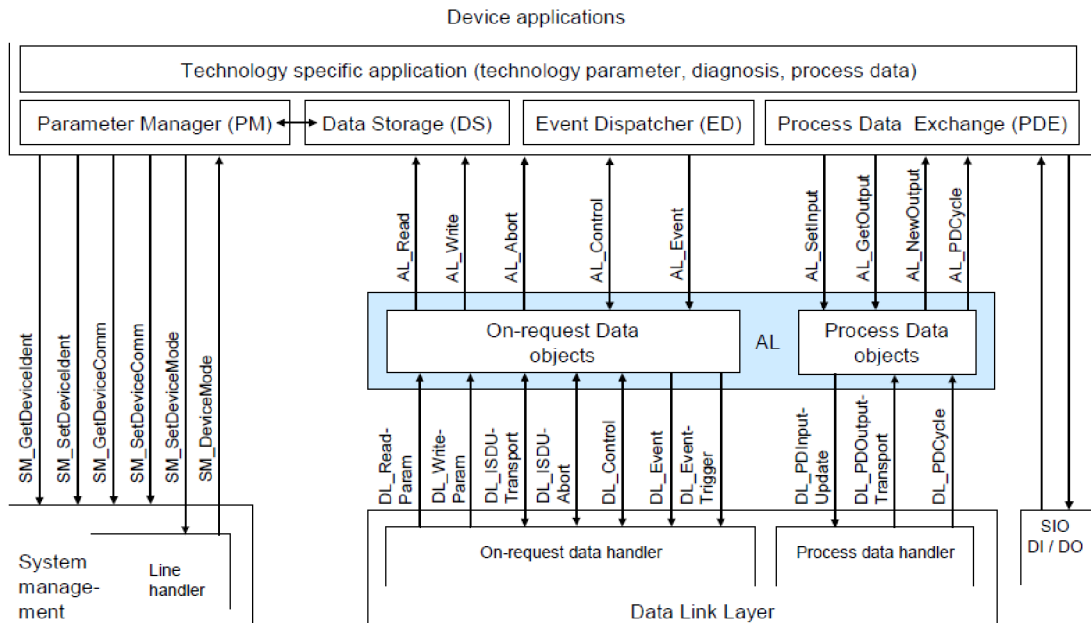 Device applications
Technology specific application (technology parameter, diagnosis, process data)
Parameter Manager (PM)
Data Storage (DS)
Event Dispatcher (ED)
Process Data Exchange (PDE)
SM_GetDeviceIdent
SM_SetDeviceIdent
SM_GetDeviceComm
SM_SetDeviceComm
SM_SetDeviceMode
SM_DeviceMode
AL_Read
AL_Write
AL_Abort
AL_Control
AL_Event
AL_SetInput
AL_GetOutput
AL_NewOutput
AL_PDCycle
On-request Data
objects
AL
Process Data
objects
DL_Read-
Param
DL_Write-
Param
DL_ISDU-
Transport
DL_ISDU-
Abort
DL_Control
DL_Event
DL_Event-
Trigger
DL_PDInput-
Update
DL_PDOutput-
Transport
DL_PDCycle
System
manage-
ment
Line
handler
On-request data handler
Process data handler
Data Link Layer
SIO
DI / DO